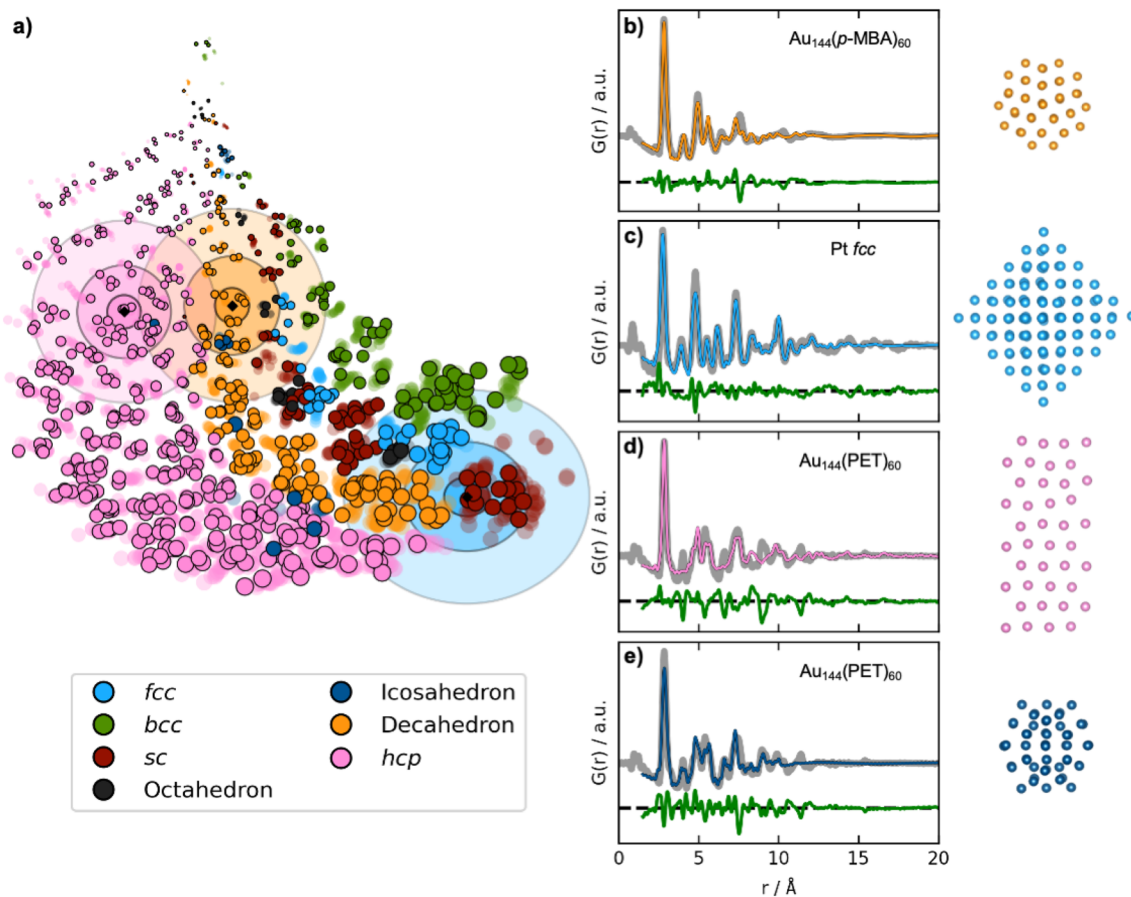 a)
fcc
bcc
sc
Octahedron
Icosahedron
Decahedron
hcp
b)
Au₁₄₄(p-MBA)₆₀
G(r) / a.u.
c)
Pt fcc
G(r) / a.u.
d)
Au₁₄₄(PET)₆₀
G(r) / a.u.
e)
Au₁₄₄(PET)₆₀
G(r) / a.u.
0 5 10 15 20
r / Å